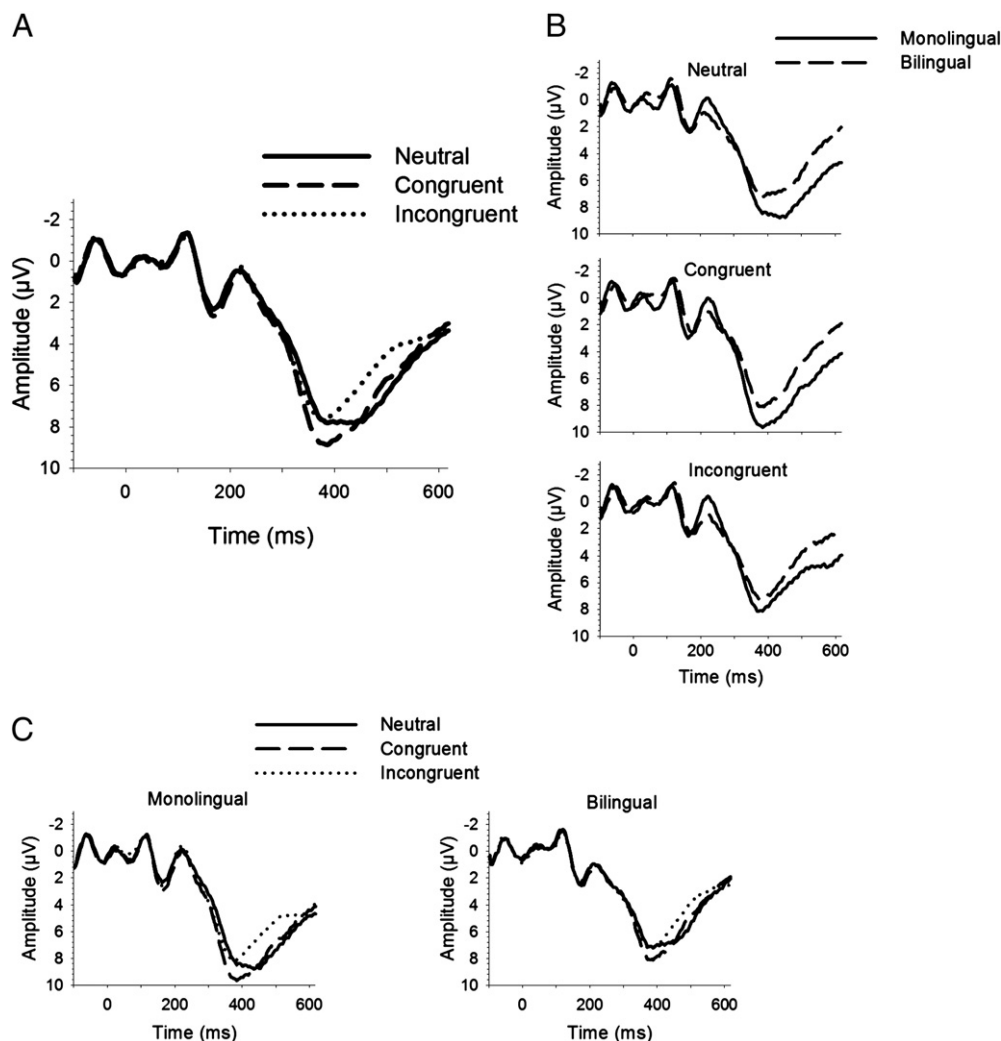 A
Neutral
Congruent
Incongruent
Amplitude (µV)
-2
0
2
4
6
8
10
0 200 400 600
Time (ms)
B
Monolingual
Bilingual
Neutral
Amplitude (µV)
-2
0
2
4
6
8
10
Congruent
Amplitude (µV)
-2
0
2
4
6
8
10
Incongruent
Amplitude (µV)
-2
0
2
4
6
8
10
0 200 400 600
Time (ms)
C
Neutral
Congruent
Incongruent
Monolingual
Amplitude (µV)
-2
0
2
4
6
8
10
0 200 400 600
Time (ms)
Bilingual
Amplitude (µV)
-2
0
2
4
6
8
10
0 200 400 600
Time (ms)